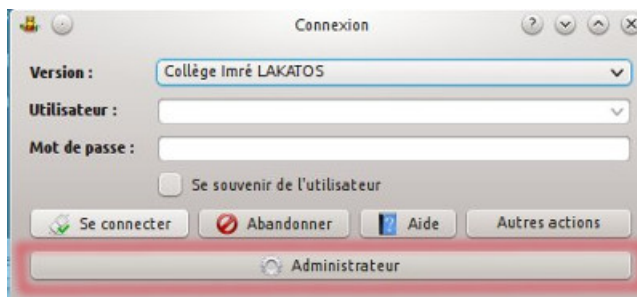 Connexion
Version :
Collège Imré LAKATOS
Utilisateur :
Mot de passe :
Se souvenir de l'utilisateur
Se connecter Abandonner Aide Autres actions
Administrateur